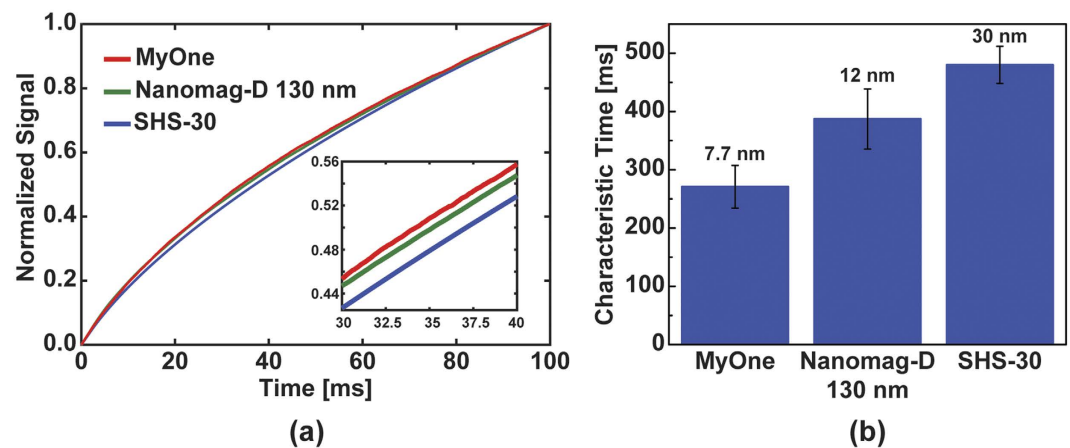 1.0
0.8
0.6
0.4
0.2
0.0
Normalized Signal
MyOne
Nanomag-D 130 nm
SHS-30
0.56
0.52
0.48
0.44
30 32.5 35 37.5 40
0 20 40 60 80 100
Time [ms]
(a)
500
400
300
200
100
0
Characteristic Time [ms]
7.7 nm
12 nm
30 nm
MyOne Nanomag-D SHS-30
130 nm
(b)